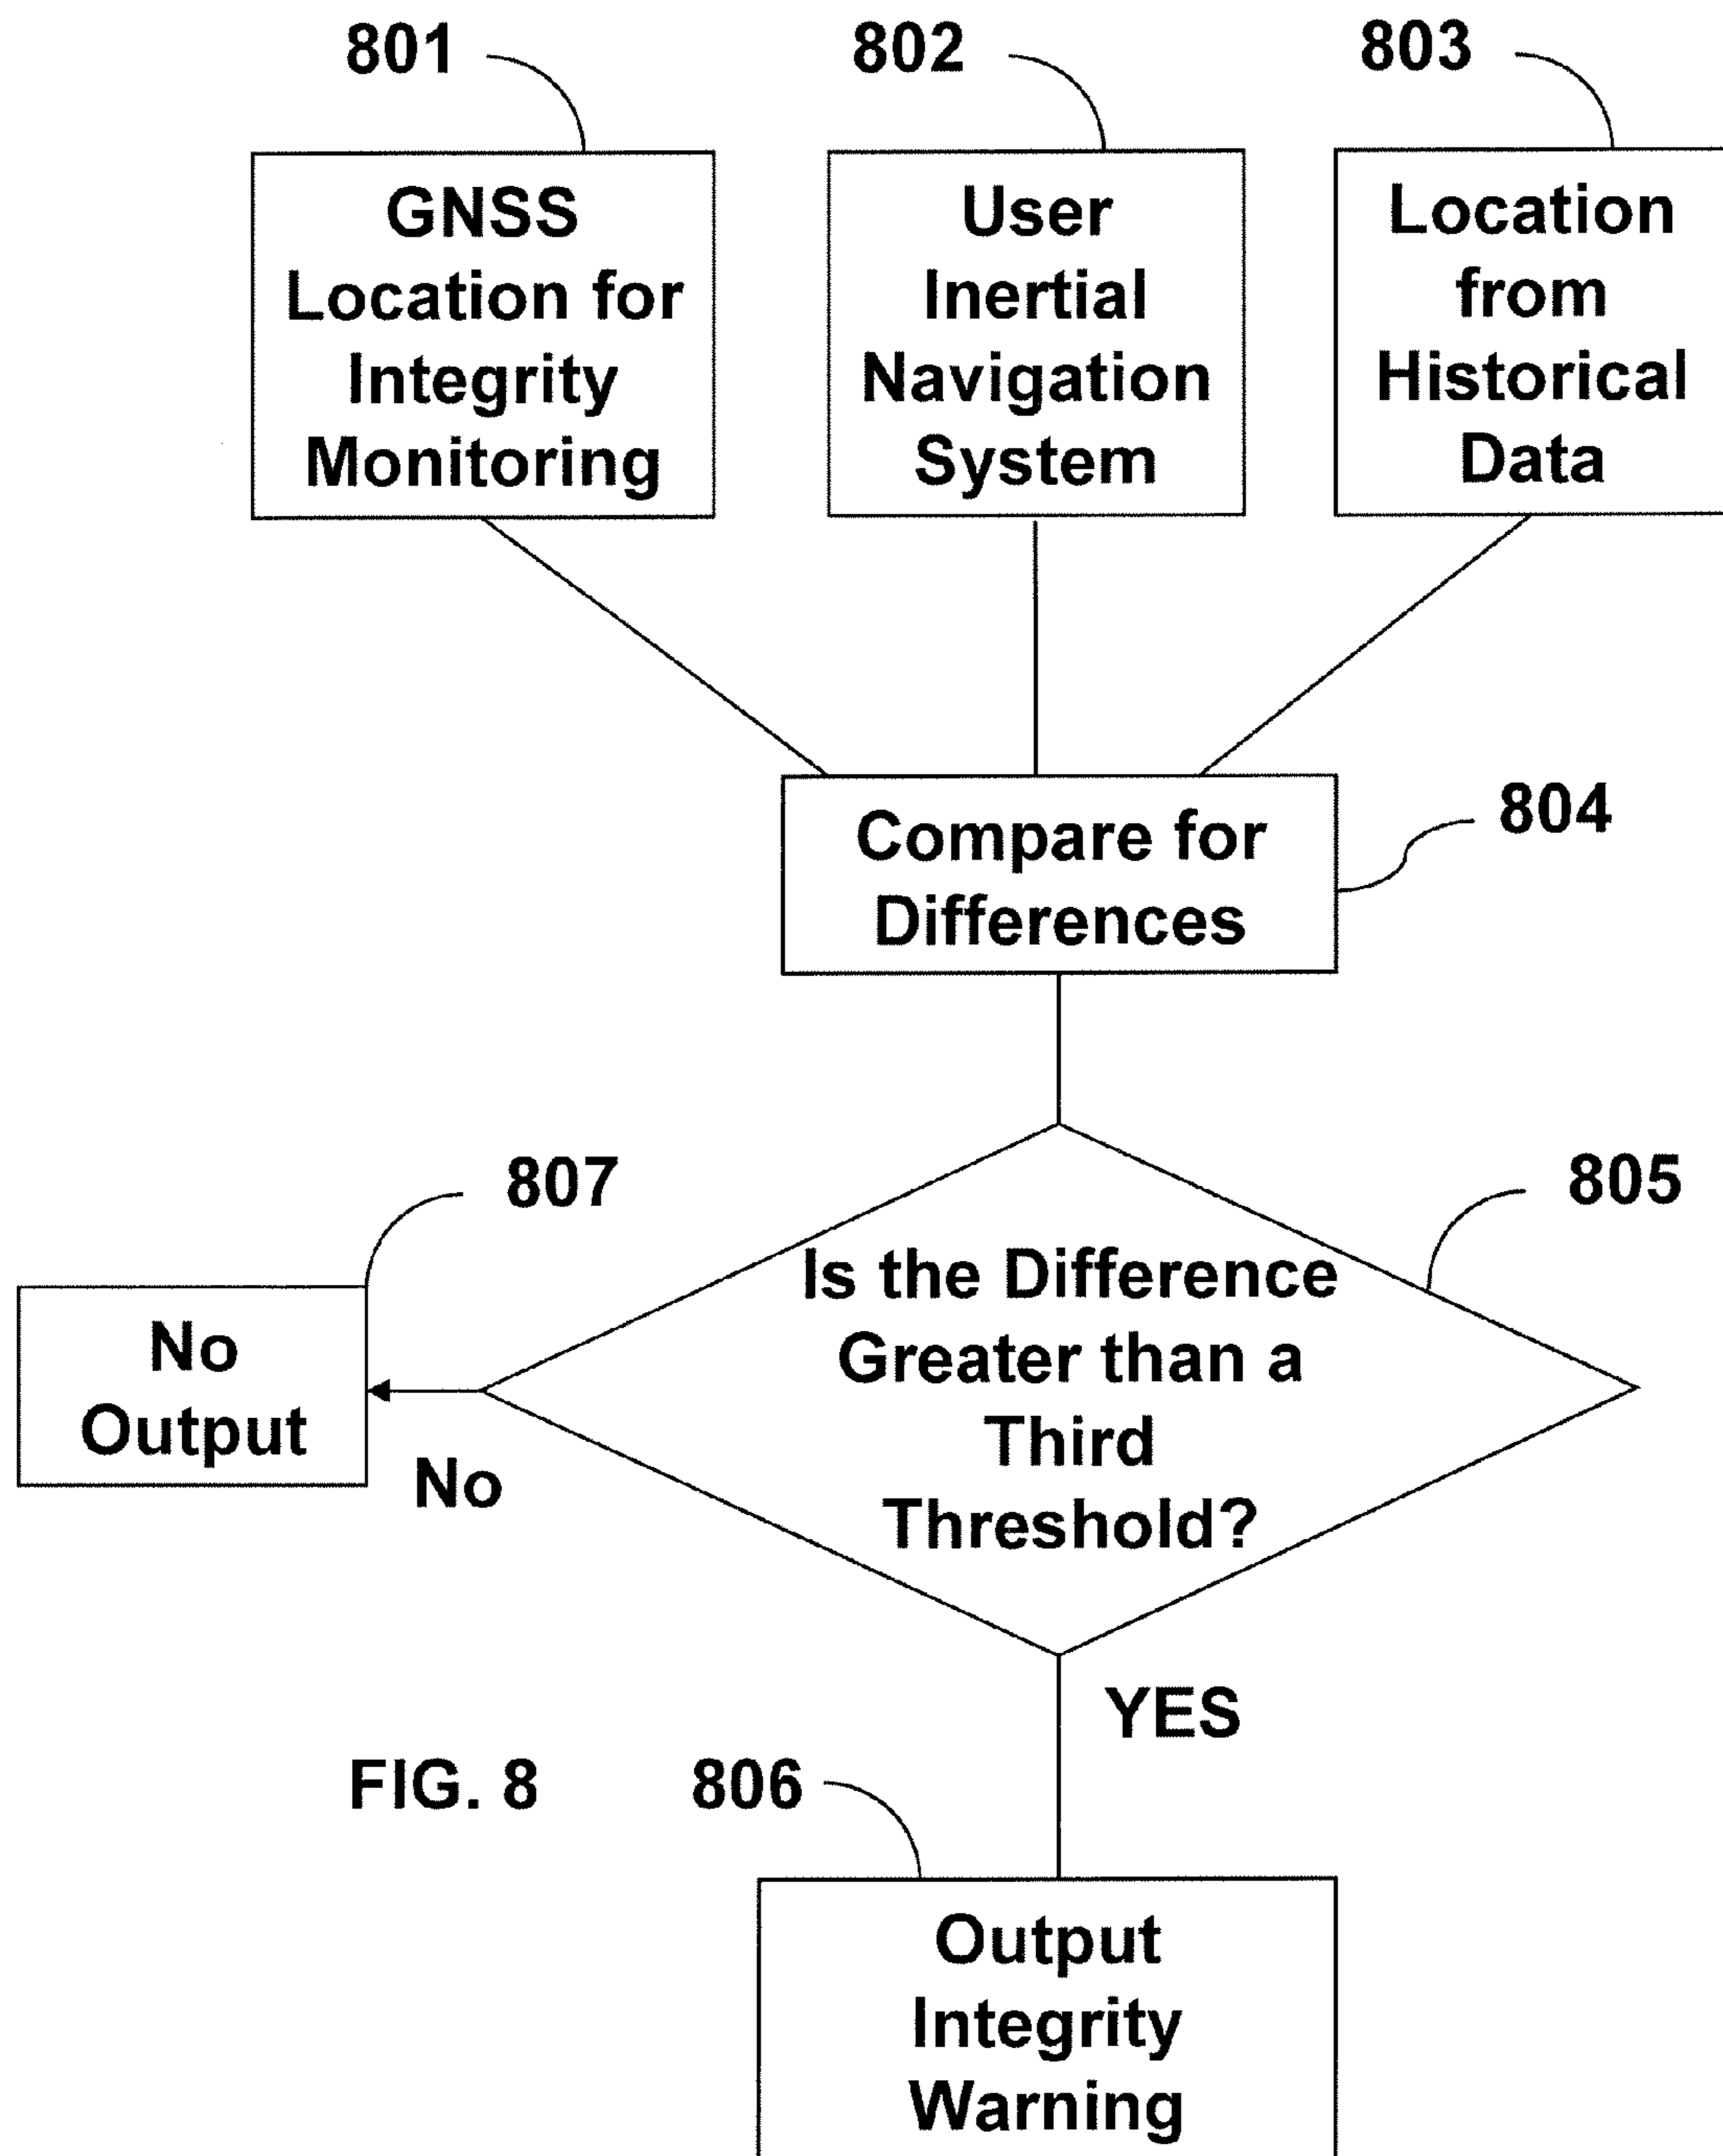 801
802
803
GNSS
Location for
Integrity
Monitoring
User
Inertial
Navigation
System
Location
from
Historical
Data
Compare for
Differences
804
807
805
No
Output
No
Is the Difference
Greater than a
Third
Threshold?
YES
FIG. 8
806
Output
Integrity
Warning